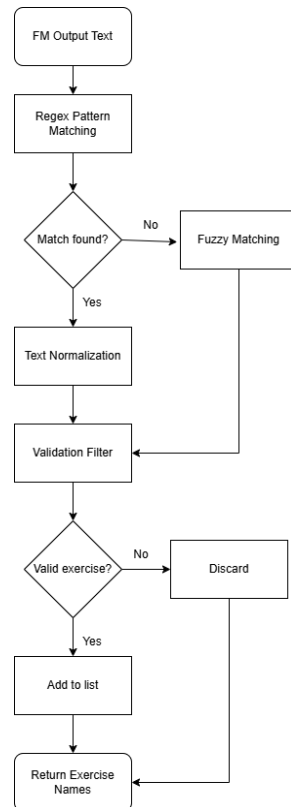 FM Output Text
Regex Pattern
Matching
Match found?
No
Fuzzy Matching
Yes
Text Normalization
Validation Filter
Valid exercise?
No
Discard
Yes
Add to list
Return Exercise
Names